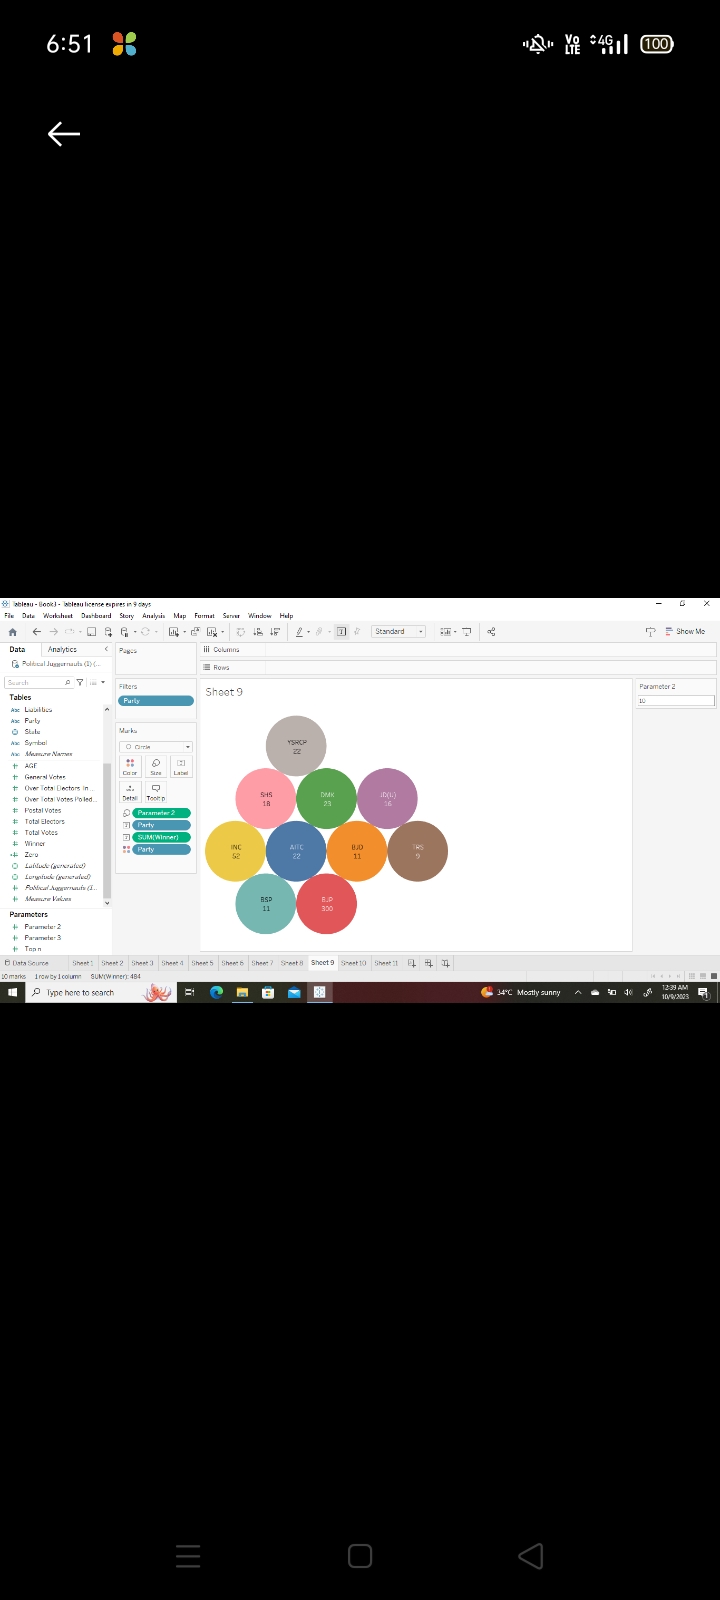 6:51
Vo LTE 4G 100
Tableau - Book1 - Tableau license expires in 9 days
File Data Worksheet Dashboard Story Analysis Map Format Server Window Help
Standard Show Me
Data Analytics
Pages
Columns
Political Juggernauts (1) (...
Rows
Search
Filters
Party
Sheet 9
Parameter 2
10
Tables
Liabilities
Party
State
Symbol
Measure Names
AGE
General Votes
Over Total Electors In ...
Over Total Votes Polled...
Postal Votes
Total Electors
Total Votes
Winner
Zero
Latitude (generated)
Longitude (generated)
Political Juggernauts (1...
Measure Values
Parameters
Parameter 2
Parameter 3
Top n
Marks
Circle
Color Size Label
Detail Tooltip
Parameter 2
Party
SUM(Winner)
Party
YSRCP
22
SHS
18
DMK
23
JD(U)
16
INC
52
AITC
22
BJD
11
TRS
9
BSP
11
BJP
300
Data Source Sheet 1 Sheet 2 Sheet 3 Sheet 4 Sheet 5 Sheet 6 Sheet 7 Sheet 8 Sheet 9 Sheet 10 Sheet 11
10 marks 1 row by 1 column SUM(Winner): 484
Type here to search
34°C Mostly sunny
12:39 AM
10/9/2023